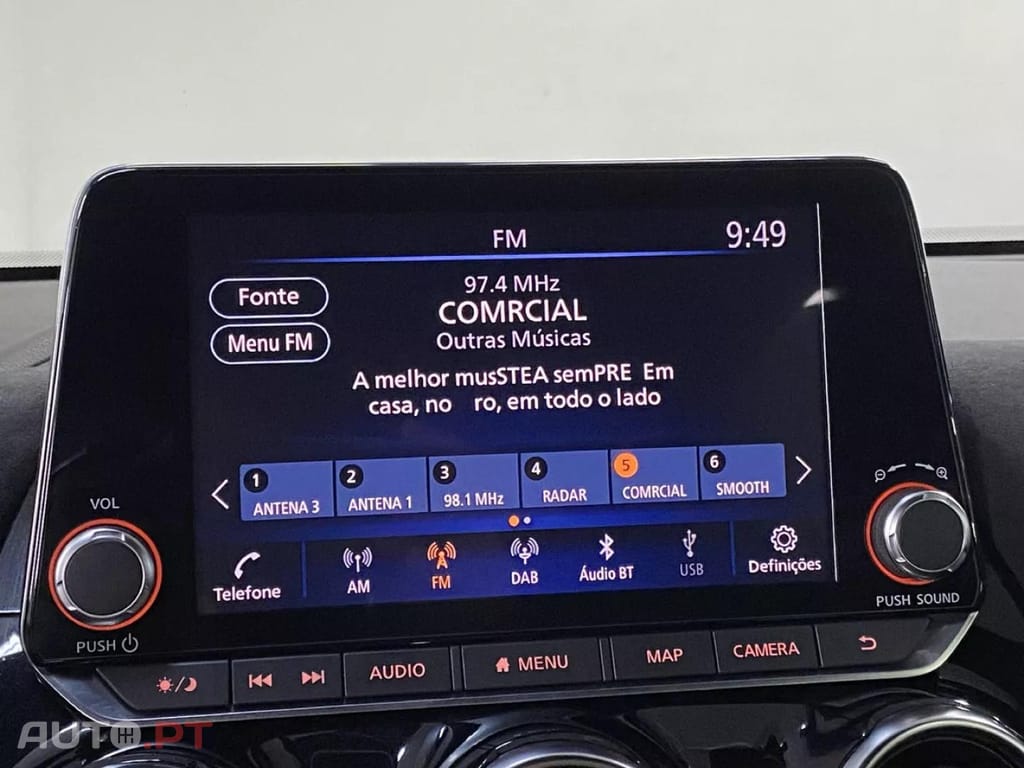 FM
9:49
97.4 MHz
Fonte
COMRCIAL
Menu FM
Outras Músicas
A melhor musSTEA semPRE Em
casa, no ro, em todo o lado
1 ANTENA 3
2 ANTENA 1
3 98.1 MHz
4 RADAR
5 COMRCIAL
6 SMOOTH
VOL
PUSH
Telefone
AM
FM
DAB
Áudio BT
USB
Definições
PUSH SOUND
AUDIO
MENU
MAP
CAMERA
AUTO.PT